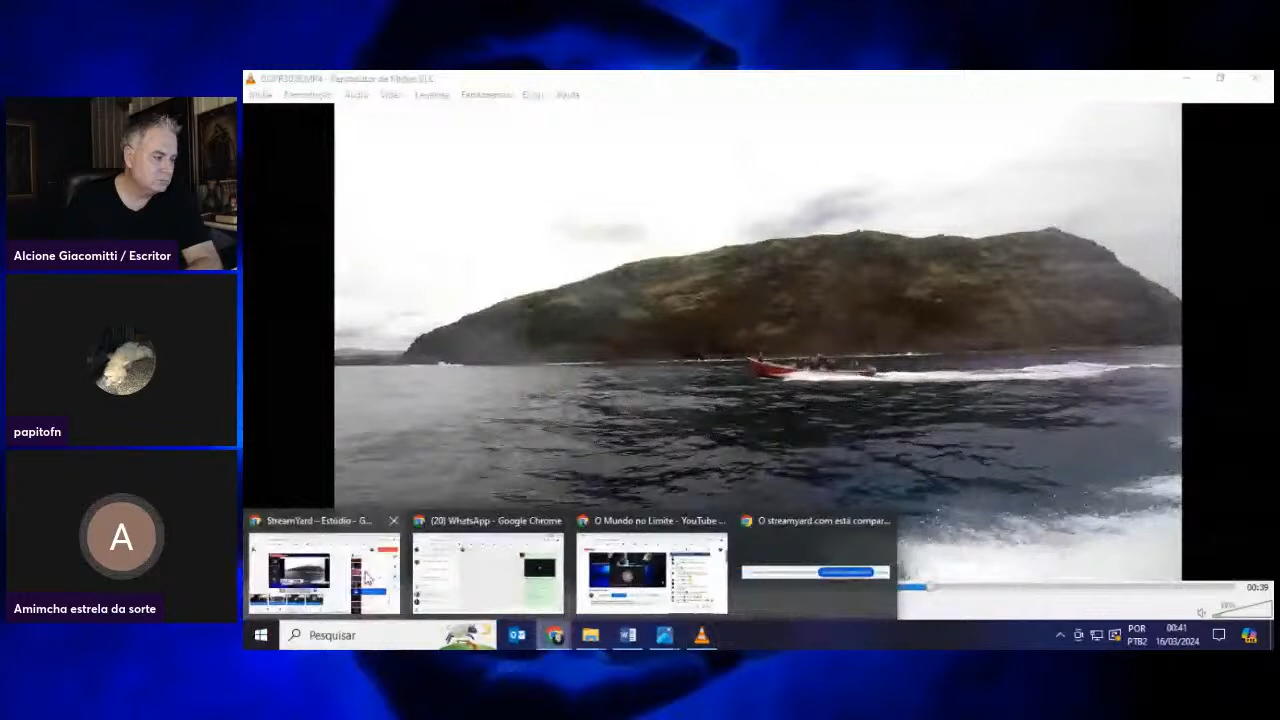 Alcione Giacomitti / Escritor
papitofn
A
Amimcha estrela da sorte
StreamYard – Estúdio - G...
(20) WhatsApp - Google Chrome
O Mundo no Limite - YouTube ...
O streamyard.com está compar...
00:39
Pesquisar
POR
PTB2
00:41
16/03/2024